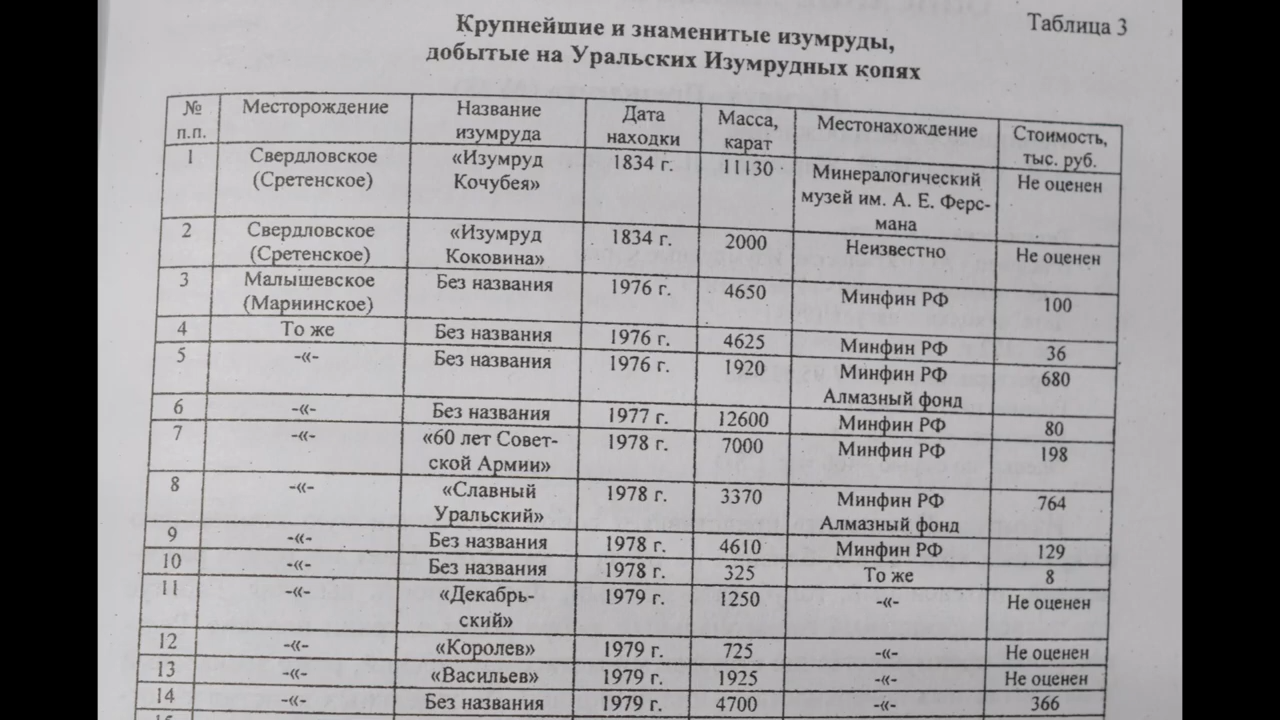 Таблица 3
Крупнейшие и знаменитые изумруды,
добытые на Уральских Изумрудных копях
№ п.п. Месторождение Название изумруда Дата находки Масса, карат Местонахождение Стоимость, тыс. руб.
1 Свердловское (Сретенское) «Изумруд Кочубея» 1834 г. 11130 Минералогический музей им. А. Е. Ферс-мана Не оценен
2 Свердловское (Сретенское) «Изумруд Коковина» 1834 г. 2000 Неизвестно Не оценен
3 Малышевское (Мариинское) Без названия 1976 г. 4650 Минфин РФ 100
4 То же Без названия 1976 г. 4625 Минфин РФ 36
5 -«- Без названия 1976 г. 1920 Минфин РФ Алмазный фонд 680
6 -«- Без названия 1977 г. 12600 Минфин РФ 80
7 -«- «60 лет Совет-ской Армии» 1978 г. 7000 Минфин РФ 198
8 -«- «Славный Уральский» 1978 г. 3370 Минфин РФ Алмазный фонд 764
9 -«- Без названия 1978 г. 4610 Минфин РФ 129
10 -«- Без названия 1978 г. 325 То же 8
11 -«- «Декабрь-ский» 1979 г. 1250 -«- Не оценен
12 -«- «Королев» 1979 г. 725 -«- Не оценен
13 -«- «Васильев» 1979 г. 1925 -«- Не оценен
14 -«- Без названия 1979 г. 4700 -«- 366